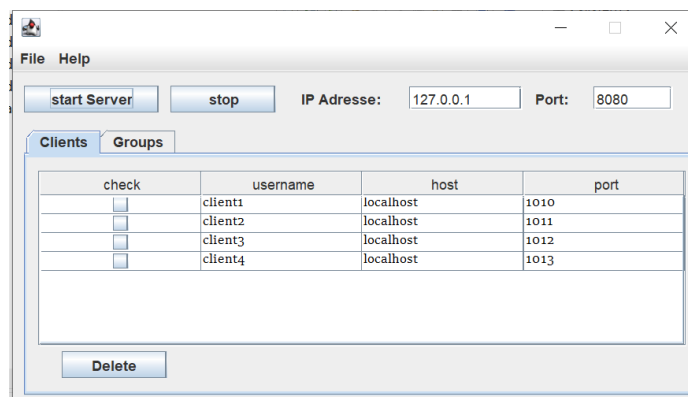 File Help
start Server stop IP Adresse: 127.0.0.1 Port: 8080
Clients Groups
check username host port
client1 localhost 1010
client2 localhost 1011
client3 localhost 1012
client4 localhost 1013
Delete